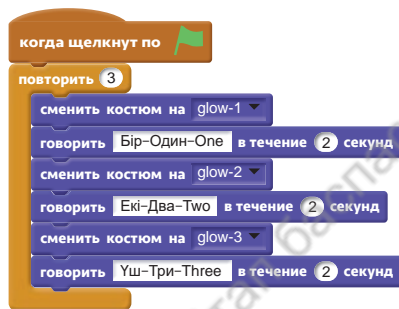 когда щелкнут по
повторить 3
сменить костюм на glow-1
говорить Бір-Один-One в течение 2 секунд
сменить костюм на glow-2
говорить Екі-Два-Two в течение 2 секунд
сменить костюм на glow-3
говорить Үш-Три-Three в течение 2 секунд